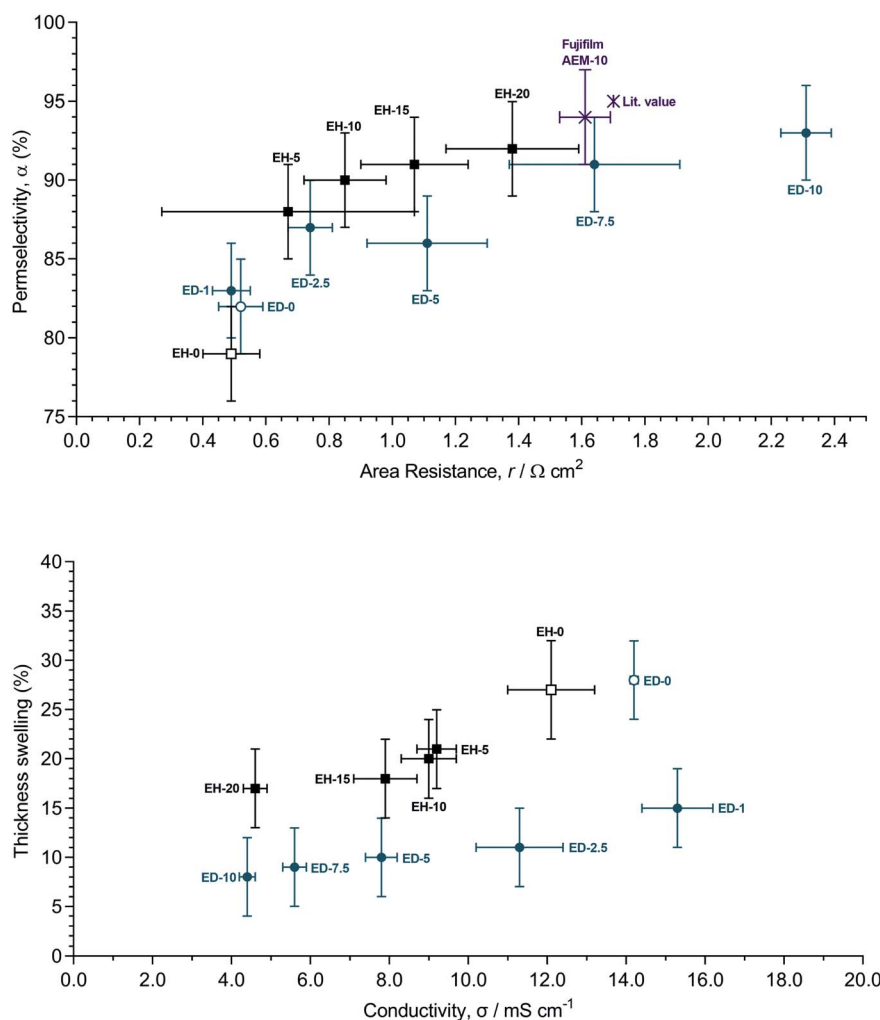 100
95
90
85
80
75
Permselectivity, α (%)
Fujifilm
AEM-10
Lit. value
EH-20
EH-15
EH-10
EH-5
ED-10
ED-7.5
ED-2.5
ED-5
ED-1
ED-0
EH-0
0.0 0.2 0.4 0.6 0.8 1.0 1.2 1.4 1.6 1.8 2.0 2.2 2.4
Area Resistance, r / Ω cm²
40
35
30
25
20
15
10
5
0
Thickness swelling (%)
EH-0
ED-0
EH-5
EH-15
EH-20
EH-10
ED-1
ED-2.5
ED-5
ED-7.5
ED-10
0.0 2.0 4.0 6.0 8.0 10.0 12.0 14.0 16.0 18.0 20.0
Conductivity, σ / mS cm⁻¹